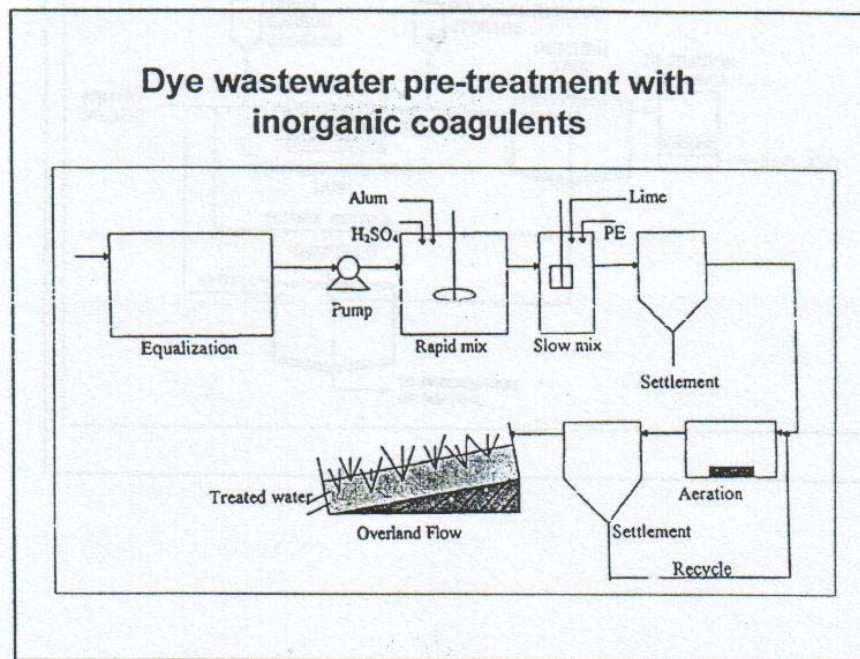 Dye wastewater pre-treatment with
inorganic coagulents
Alum
H₂SO₄
Lime
PE
Equalization
Pump
Rapid mix
Slow mix
Settlement
Treated water
Overland Flow
Settlement
Aeration
Recycle